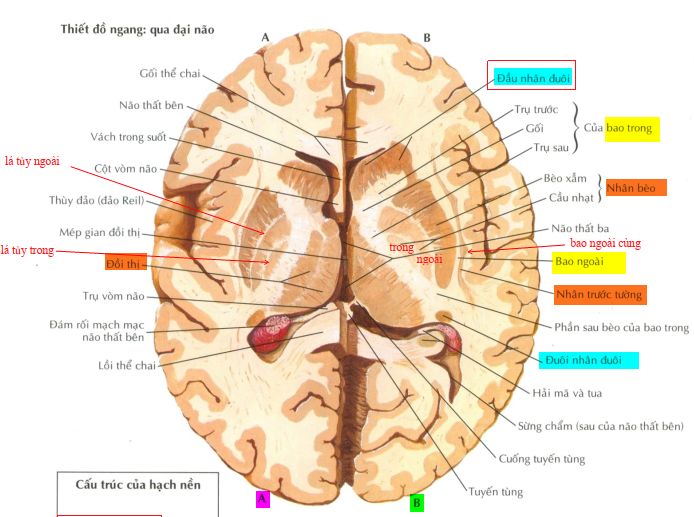 Thiết đồ ngang: qua đại não
A
B
Gối thể chai
Não thất bên
Vách trong suốt
lá tủy ngoài
Cột vòm não
Thùy đảo (đảo Reil)
Mép gian đồi thị
lá tủy trong
Đồi thị
Trụ vòm não
Đám rối mạch mạc
não thất bên
Lồi thể chai
Đầu nhân đuôi
Trụ trước
Gối
Trụ sau
Của bao trong
Bèo xẫm
Cầu nhạt
Nhân bèo
Não thất ba
trong
ngoài
bao ngoài cùng
Bao ngoài
Nhân trước tường
Phần sau bèo của bao trong
Đuôi nhân đuôi
Hải mã và tua
Sừng chẩm (sau của não thất bên)
Cuống tuyến tùng
Tuyến tùng
A
B
Cấu trúc của hạch nền